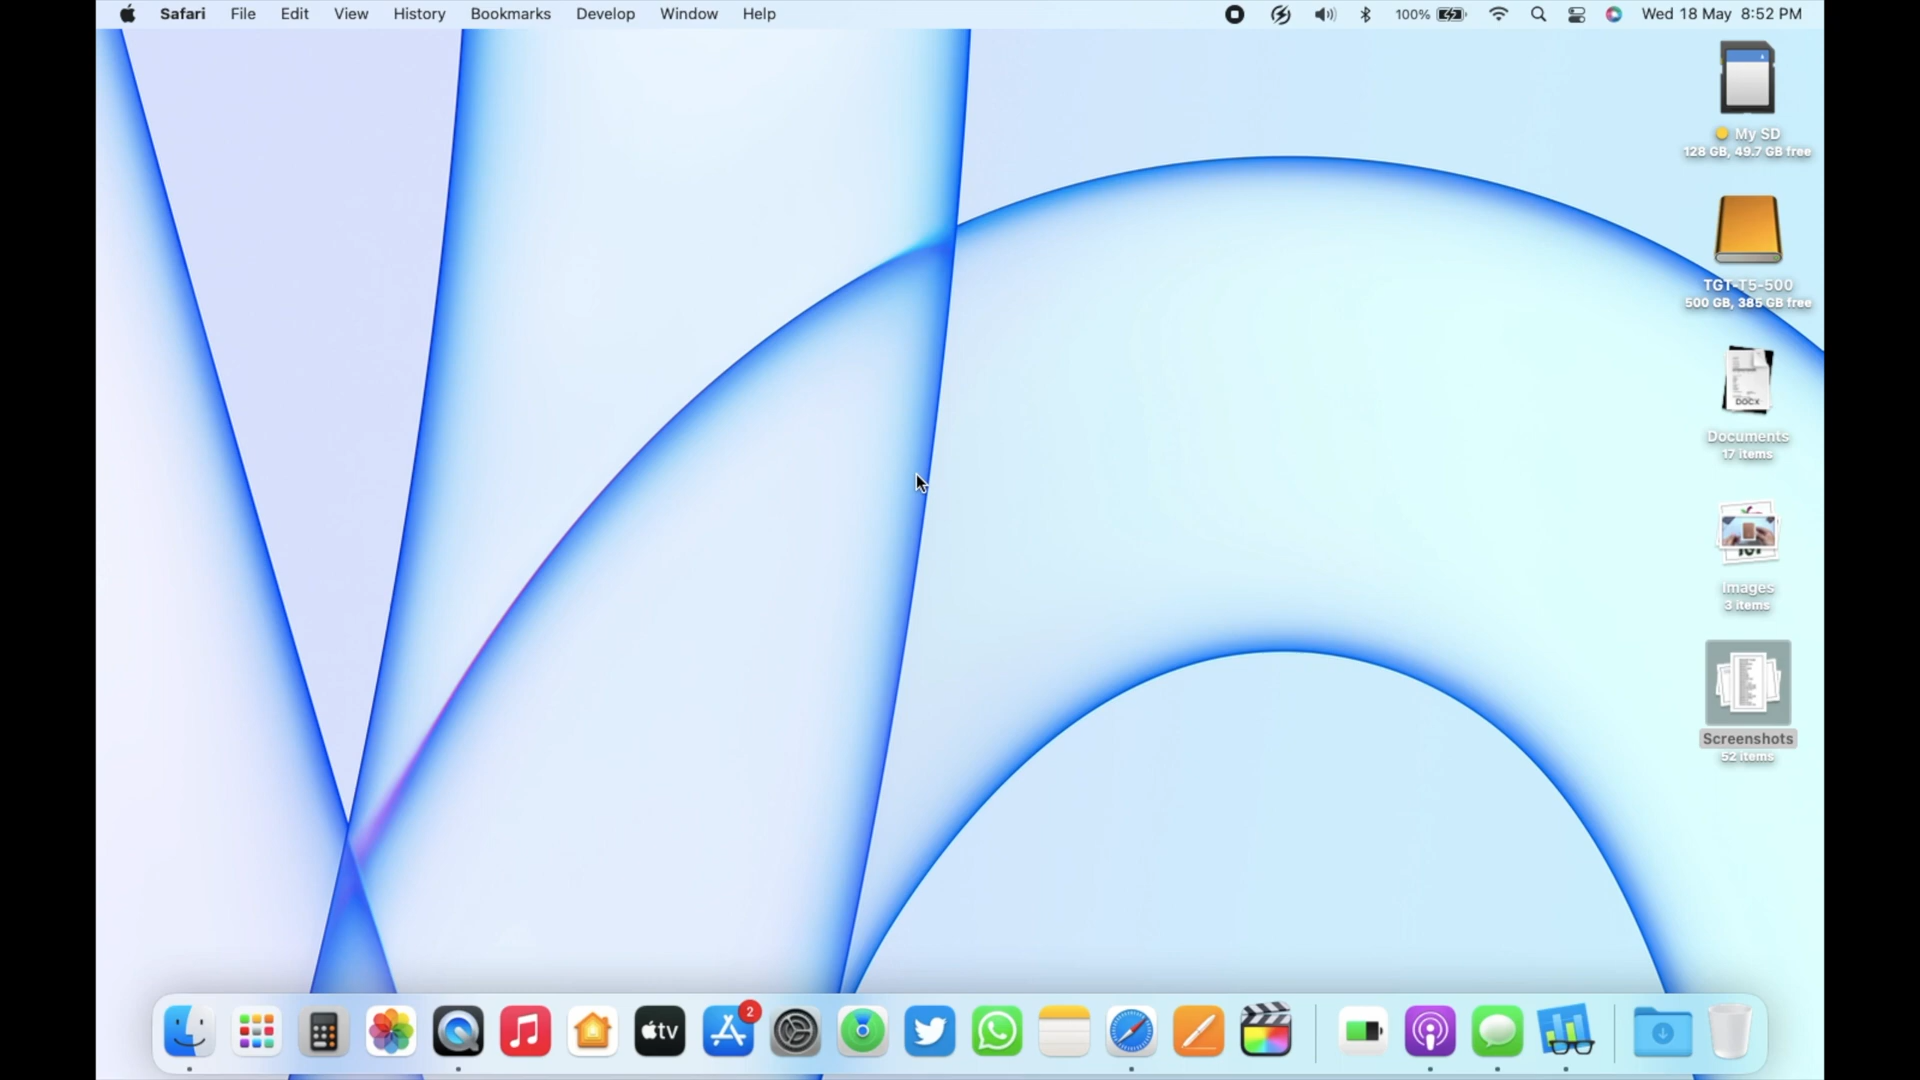 Safari File Edit View History Bookmarks Develop Window Help 100% Wed 18 May 8:52 PM
My SD
128 GB, 49.7 GB free
TGT-T5-500
500 GB, 385 GB free
DOCX
Documents
17 items
Images
3 items
Screenshots
52 items
tv
2